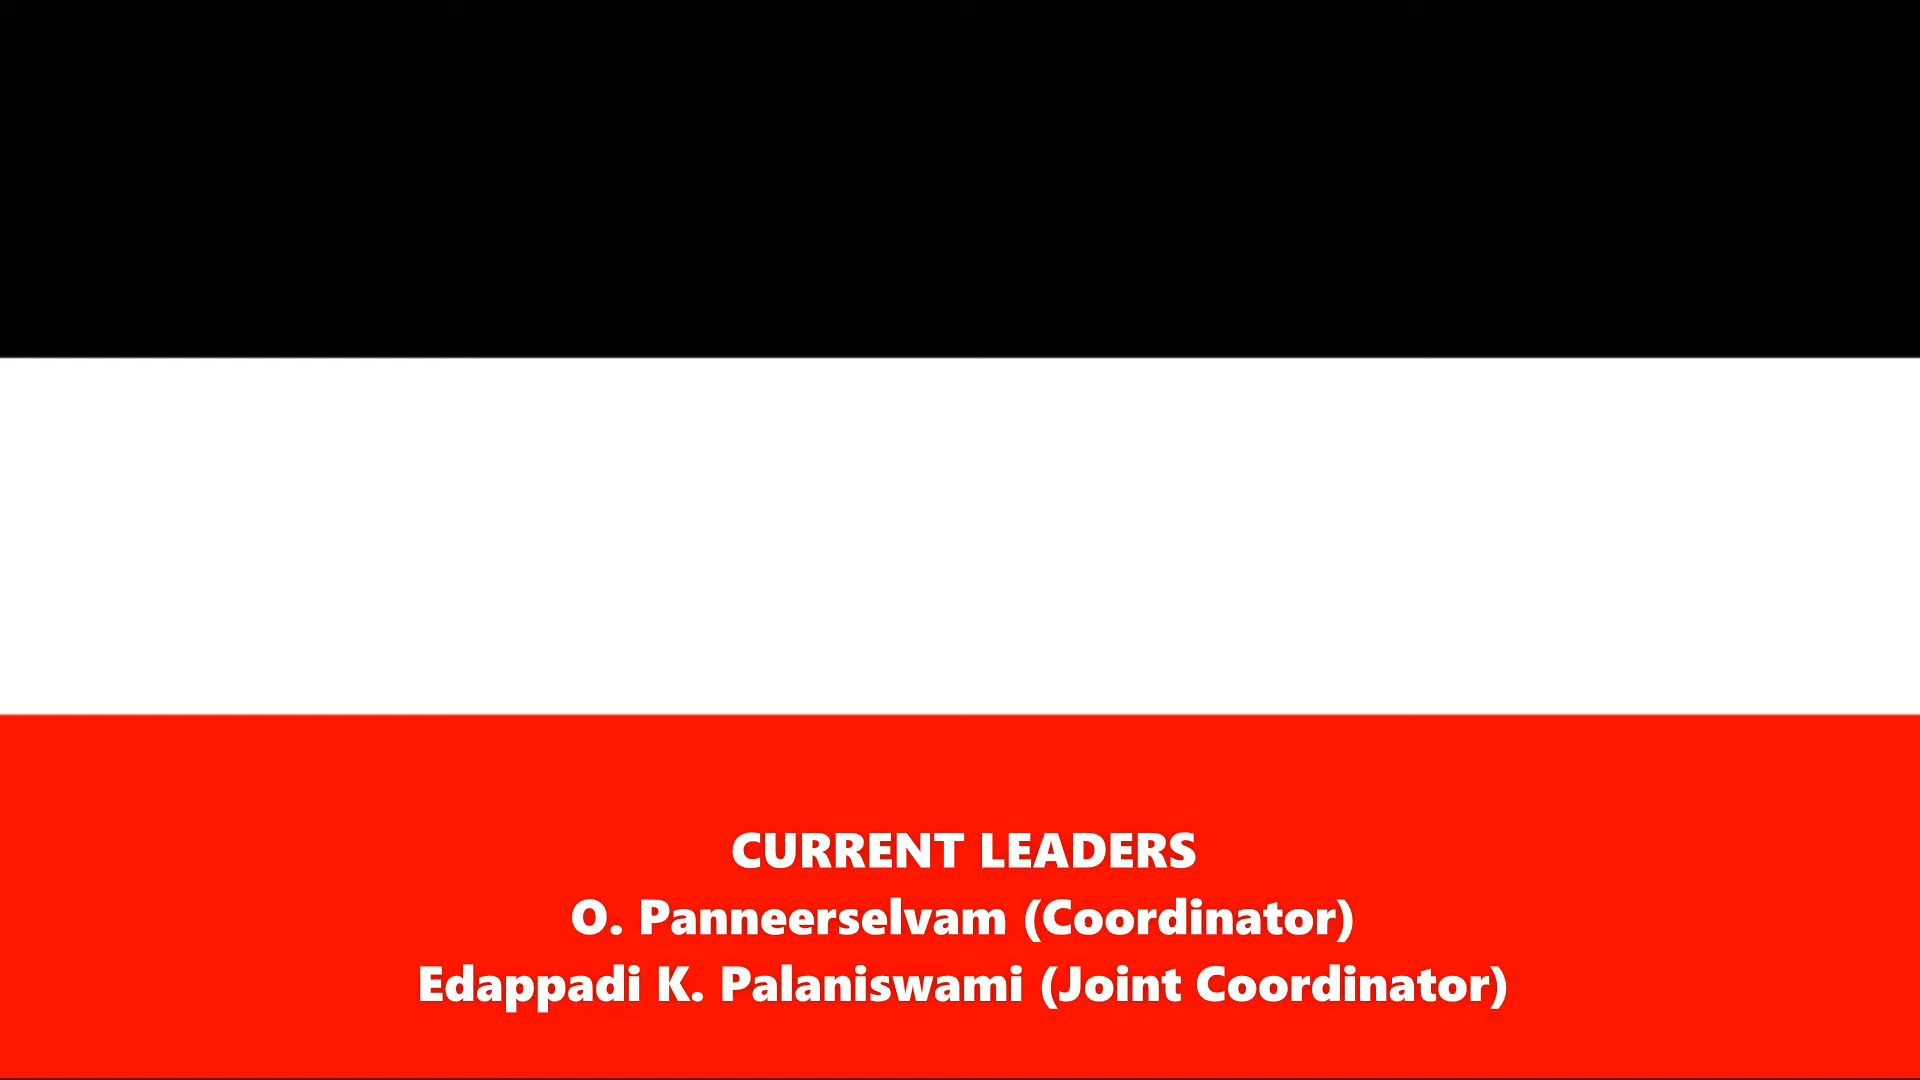 CURRENT LEADERS
O. Panneerselvam (Coordinator)
Edappadi K. Palaniswami (Joint Coordinator)